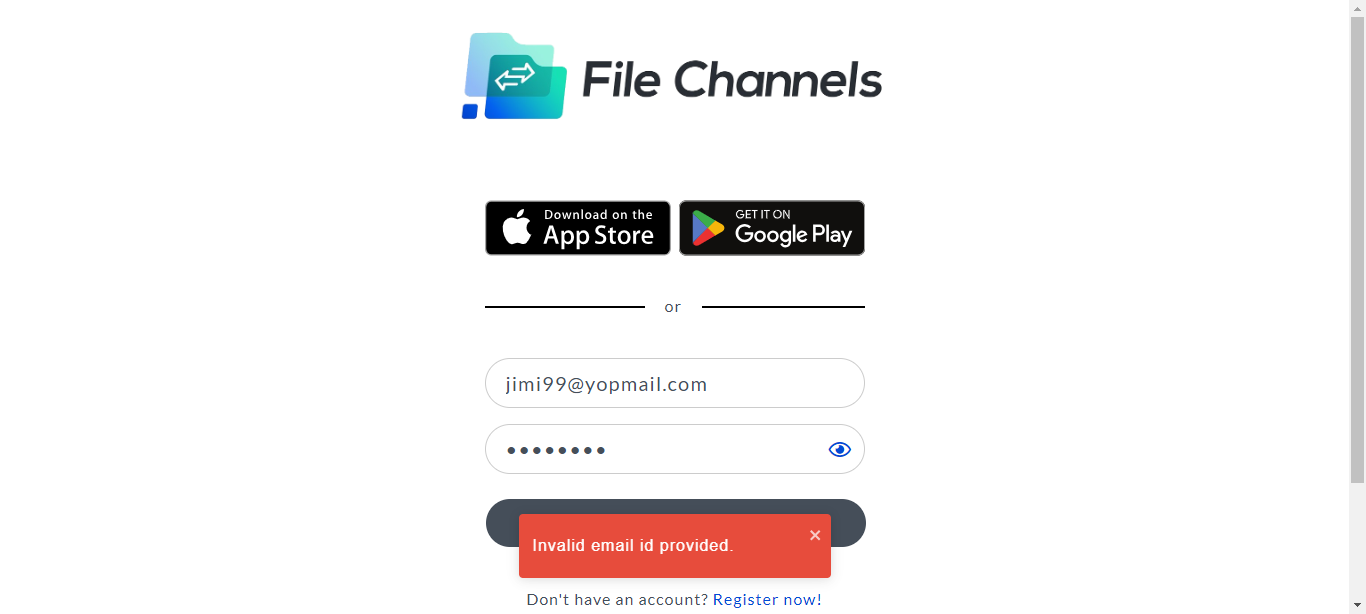 File Channels
Download on the
App Store
GET IT ON
Google Play
or
jimi99@yopmail.com
Invalid email id provided.
Don't have an account? Register now!